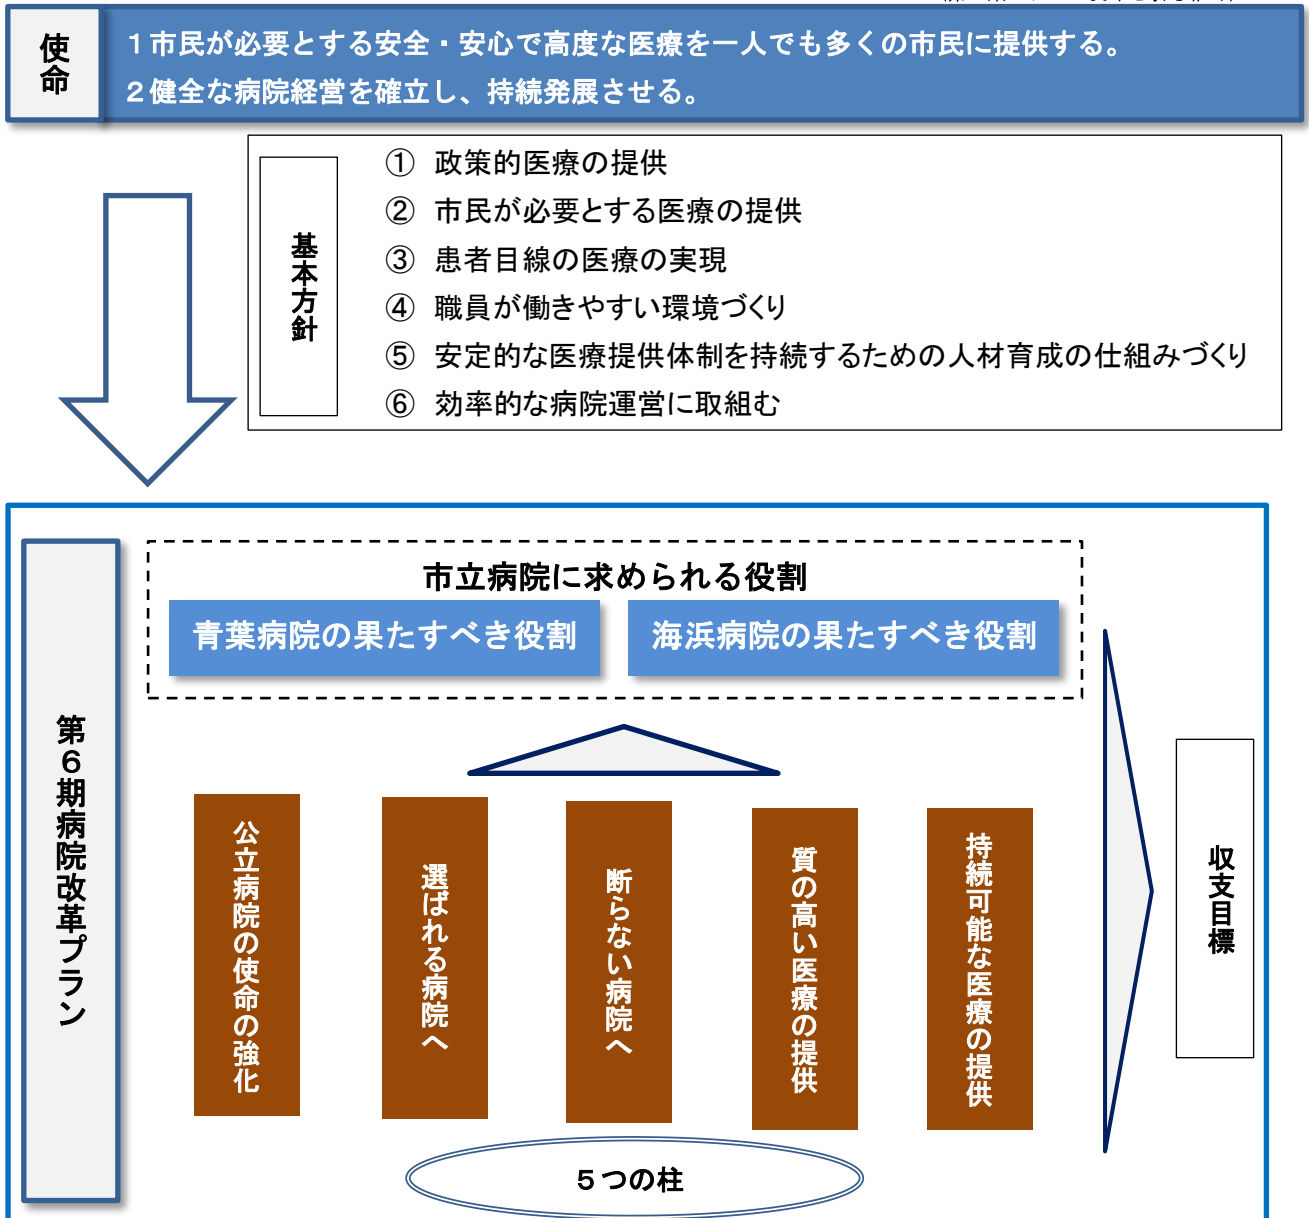 使命
１市民が必要とする安全・安心で高度な医療を一人でも多くの市民に提供する。
２健全な病院経営を確立し、持続発展させる。
基本方針
① 政策的医療の提供
② 市民が必要とする医療の提供
③ 患者目線の医療の実現
④ 職員が働きやすい環境づくり
⑤ 安定的な医療提供体制を持続するための人材育成の仕組みづくり
⑥ 効率的な病院運営に取組む
第６期病院改革プラン
市立病院に求められる役割
青葉病院の果たすべき役割
海浜病院の果たすべき役割
公立病院の使命の強化
選ばれる病院へ
断らない病院へ
質の高い医療の提供
持続可能な医療の提供
収支目標
５つの柱